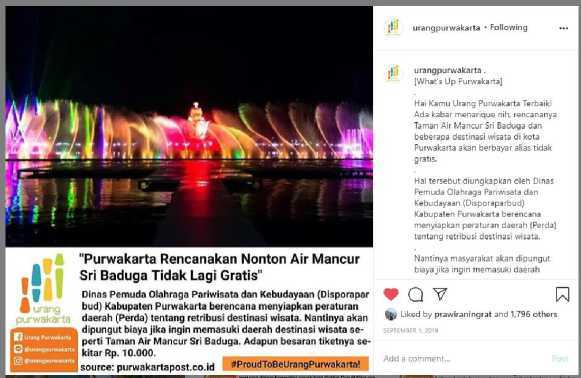 "Purwakarta Rencanakan Nonton Air Mancur
Sri Baduga Tidak Lagi Gratis"
Dinas Pemuda Olahraga Pariwisata dan Kebudayaan (Disporapar
bud) Kabupaten Purwakarta berencana menyiapkan peraturan
daerah (Perda) tentang retribusi destinasi wisata. Nantinya akan
dipungut biaya jika ingin memasuki daerah destinasi wisata se-
perti Taman Air Mancur Sri Baduga. Adapun besaran tiketnya se-
kitar Rp. 10.000.
source: purwakartapost.co.id
#ProudToBeUrangPurwakarta!
urang
purwakarta
Urang Purwakarta
@urangpurwakarta
@urangpurwakarta
urangpurwakarta • Following
urangpurwakarta .
[What's Up Purwakarta]
.
Hai Kamu Urang Purwakarta Terbaik!
Ada kabar menarique nih, rencananya
Taman Air Mancur Sri Baduga dan
beberapa destinasi wisata di kota
Purwakarta akan berbayar alias tidak
gratis.
.
Hal tersebut diungkapkan oleh Dinas
Pemuda Olahraga Pariwisata dan
Kebudayaan (Disporaparbud)
Kabupaten Purwakarta berencana
menyiapkan peraturan daerah (Perda)
tentang retribusi destinasi wisata.
.
Nantinya masyarakat akan dipungut
biaya jika ingin memasuki daerah
Liked by prawiraningrat and 1,796 others
SEPTEMBER 1, 2019
Add a comment...
Post